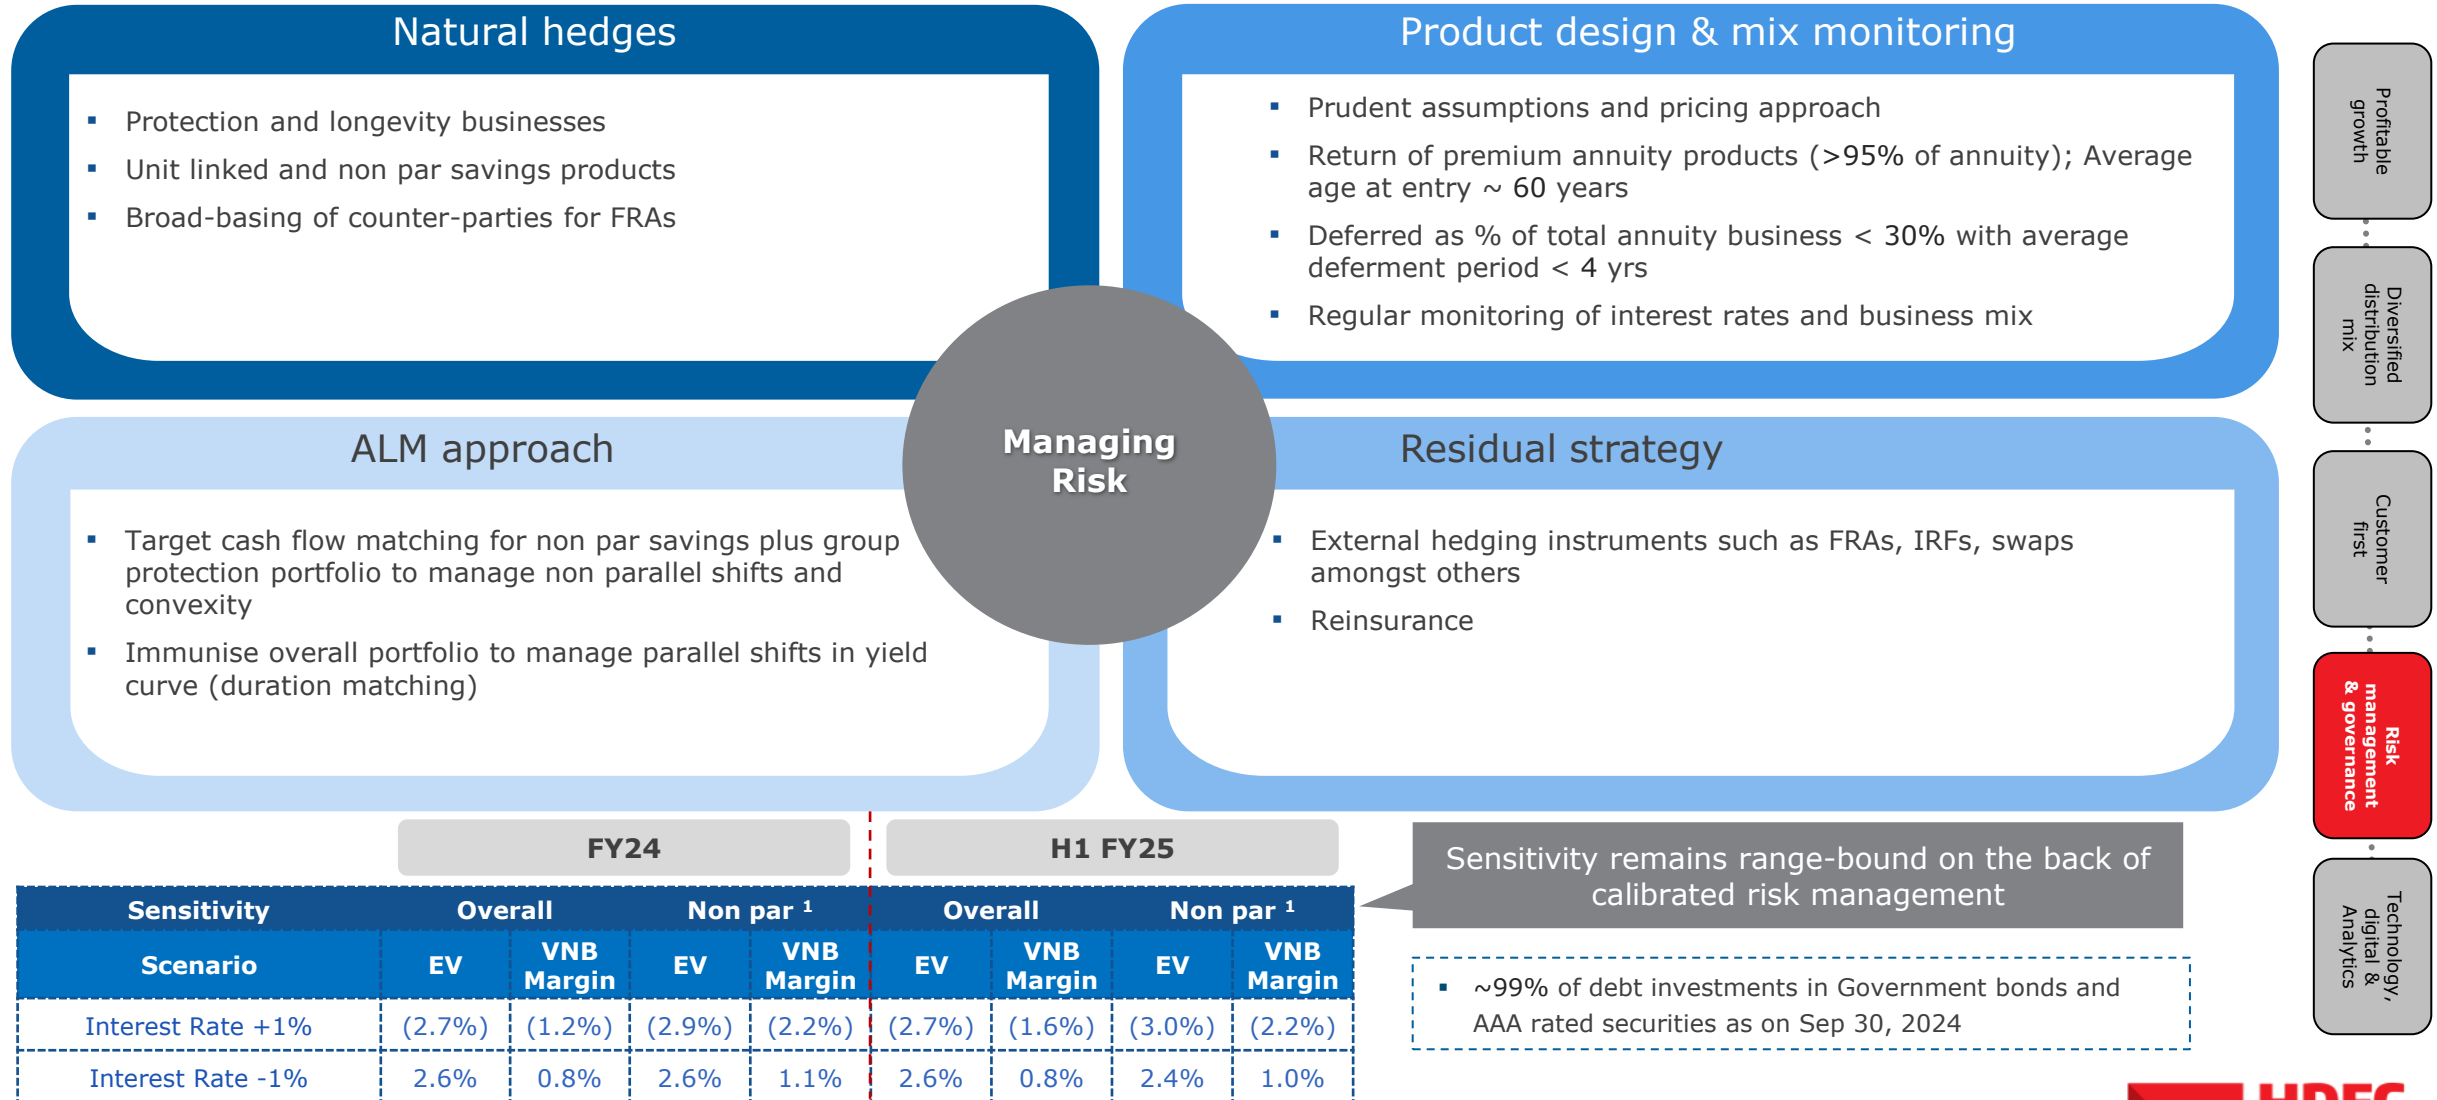 Natural hedges
▪ Protection and longevity businesses
▪ Unit linked and non par savings products
▪ Broad-basing of counter-parties for FRAs
Product design & mix monitoring
▪ Prudent assumptions and pricing approach
▪ Return of premium annuity products (>95% of annuity); Average
age at entry ~ 60 years
▪ Deferred as % of total annuity business < 30% with average
deferment period < 4 yrs
▪ Regular monitoring of interest rates and business mix
Managing
Risk
ALM approach
▪ Target cash flow matching for non par savings plus group
protection portfolio to manage non parallel shifts and
convexity
▪ Immunise overall portfolio to manage parallel shifts in yield
curve (duration matching)
Residual strategy
▪ External hedging instruments such as FRAs, IRFs, swaps
amongst others
▪ Reinsurance
Profitable
growth
Diversified
distribution
mix
Customer
first
Risk
management
& governance
Technology,
digital &
Analytics
FY24 H1 FY25
Sensitivity Overall Non par 1 Overall Non par 1
Scenario EV VNB Margin EV VNB Margin EV VNB Margin EV VNB Margin
Interest Rate +1% (2.7%) (1.2%) (2.9%) (2.2%) (2.7%) (1.6%) (3.0%) (2.2%)
Interest Rate -1% 2.6% 0.8% 2.6% 1.1% 2.6% 0.8% 2.4% 1.0%
Sensitivity remains range-bound on the back of
calibrated risk management
▪ ~99% of debt investments in Government bonds and
AAA rated securities as on Sep 30, 2024
HDFC